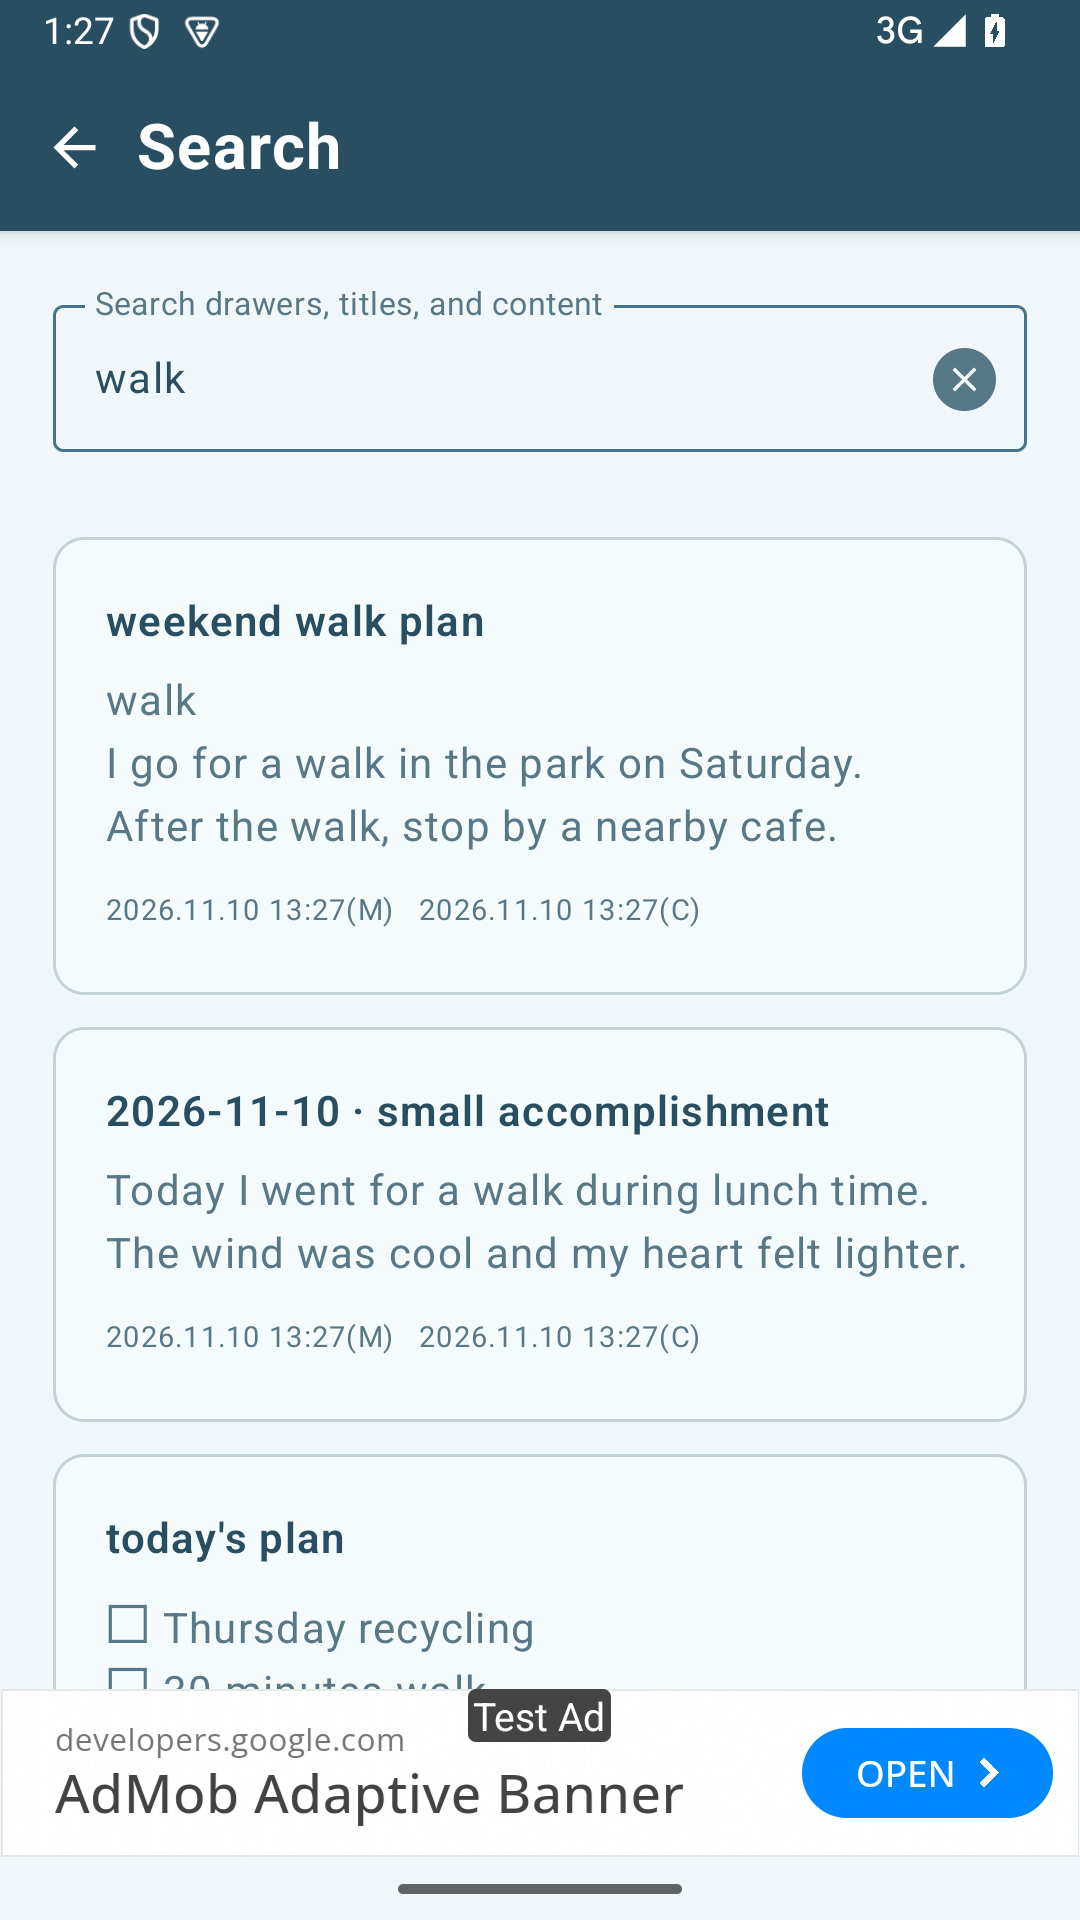 1:27
3G
Search
Search drawers, titles, and content
walk
weekend walk plan
walk
I go for a walk in the park on Saturday.
After the walk, stop by a nearby cafe.
2026.11.10 13:27(M) 2026.11.10 13:27(C)
2026-11-10 · small accomplishment
Today I went for a walk during lunch time.
The wind was cool and my heart felt lighter.
2026.11.10 13:27(M) 2026.11.10 13:27(C)
today's plan
☐ Thursday recycling
☐ 30 minutes walk
Test Ad
developers.google.com
AdMob Adaptive Banner
OPEN